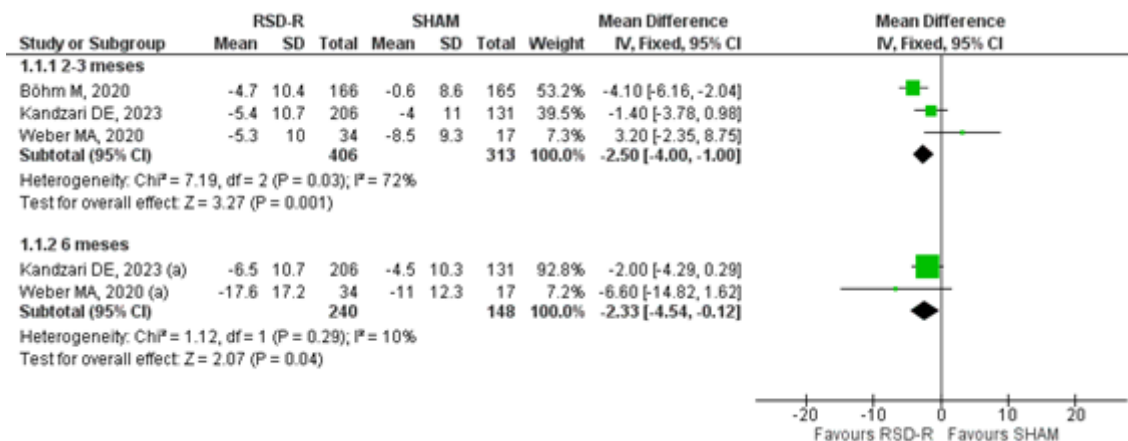 RSD-R SHAM Mean Difference Mean Difference
Study or Subgroup Mean SD Total Mean SD Total Weight IV, Fixed, 95% CI IV, Fixed, 95% CI
1.1.1 2-3 meses
Böhm M, 2020 -4.7 10.4 166 -0.6 8.6 165 53.2% -4.10 [-6.16, -2.04]
Kandzari DE, 2023 -5.4 10.7 206 -4 11 131 39.5% -1.40 [-3.78, 0.98]
Weber MA, 2020 -5.3 10 34 -8.5 9.3 17 7.3% 3.20 [-2.35, 8.75]
Subtotal (95% CI) 406 313 100.0% -2.50 [-4.00, -1.00]
Heterogeneity: Chi² = 7.19, df = 2 (P = 0.03); I² = 72%
Test for overall effect: Z = 3.27 (P = 0.001)
1.1.2 6 meses
Kandzari DE, 2023 (a) -6.5 10.7 206 -4.5 10.3 131 92.8% -2.00 [-4.29, 0.29]
Weber MA, 2020 (a) -17.6 17.2 34 -11 12.3 17 7.2% -6.60 [-14.82, 1.62]
Subtotal (95% CI) 240 148 100.0% -2.33 [-4.54, -0.12]
Heterogeneity: Chi² = 1.12, df = 1 (P = 0.29); I² = 10%
Test for overall effect: Z = 2.07 (P = 0.04)
-20 -10 0 10 20
Favours RSD-R Favours SHAM